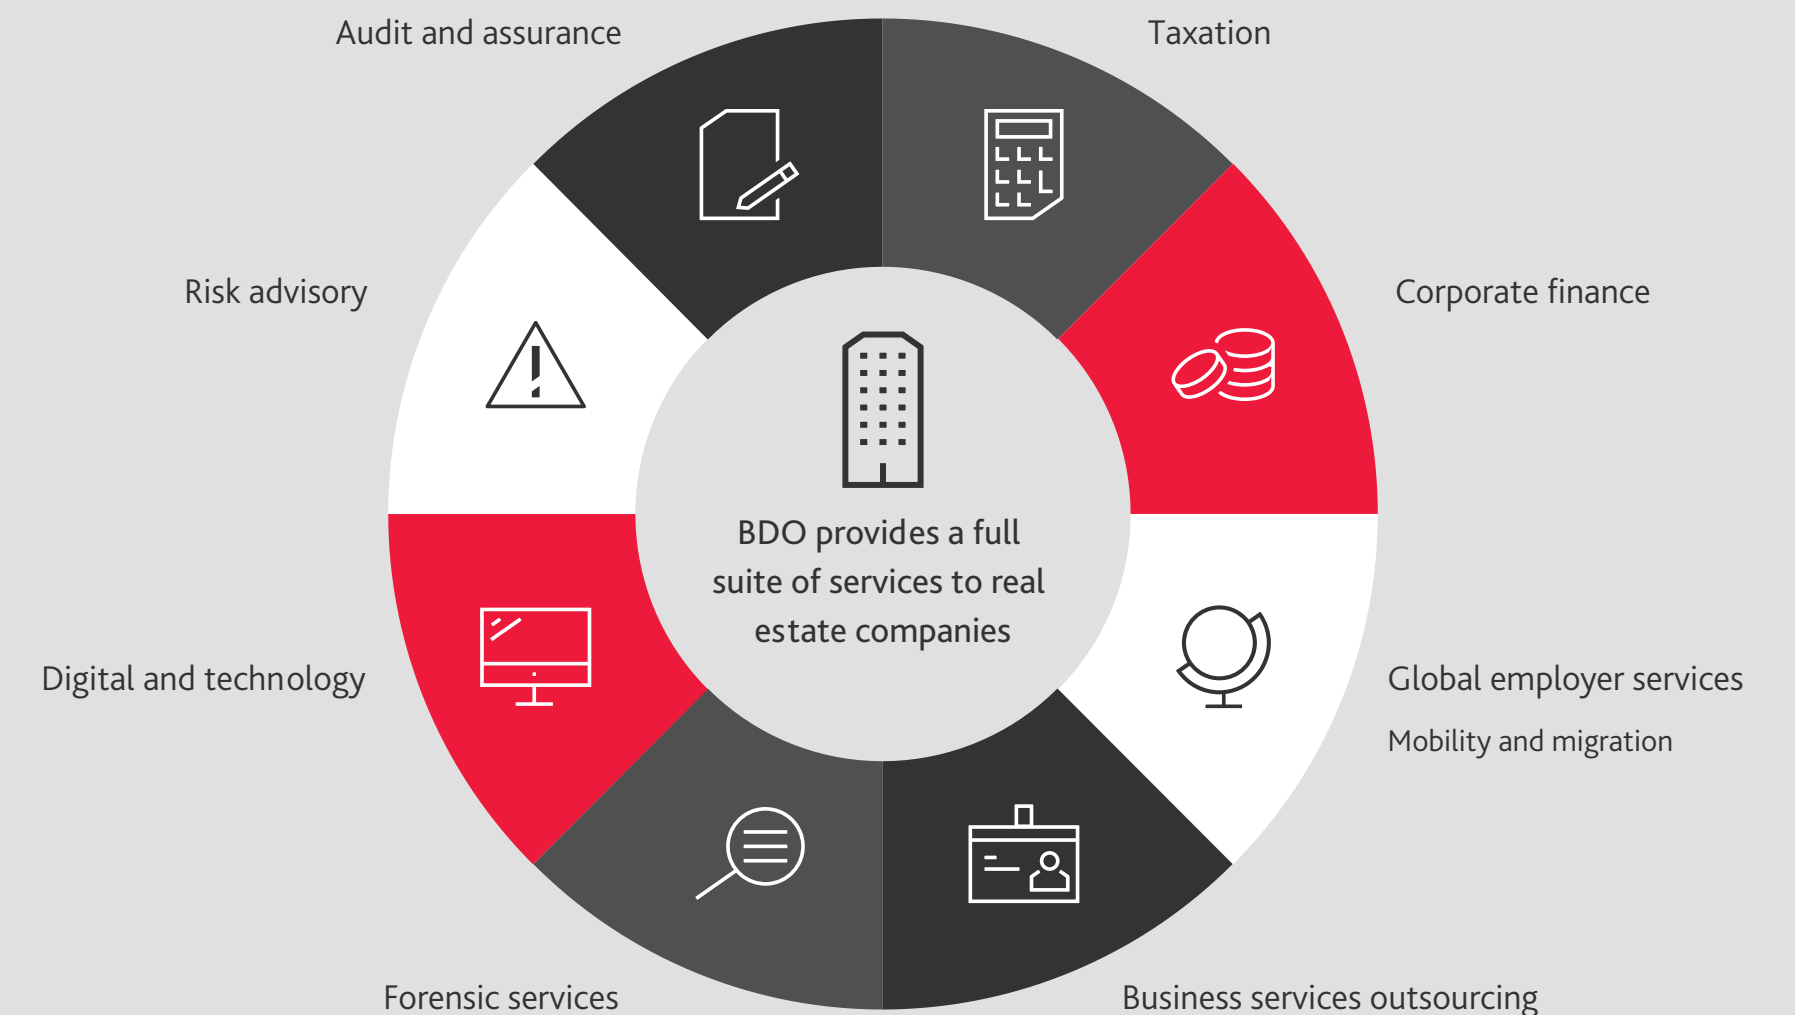 Audit and assurance
Taxation
Risk advisory
Corporate finance
BDO provides a full
suite of services to real
estate companies
Digital and technology
Global employer services
Mobility and migration
Forensic services
Business services outsourcing